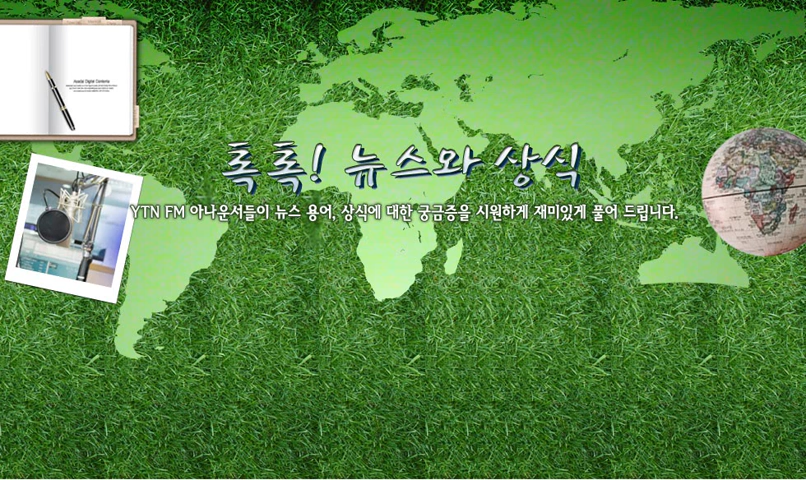 톡톡! 뉴스와 상식
YTN FM 아나운서들이 뉴스 용어, 상식에 대한 궁금증을 시원하게 재미있게 풀어 드립니다.